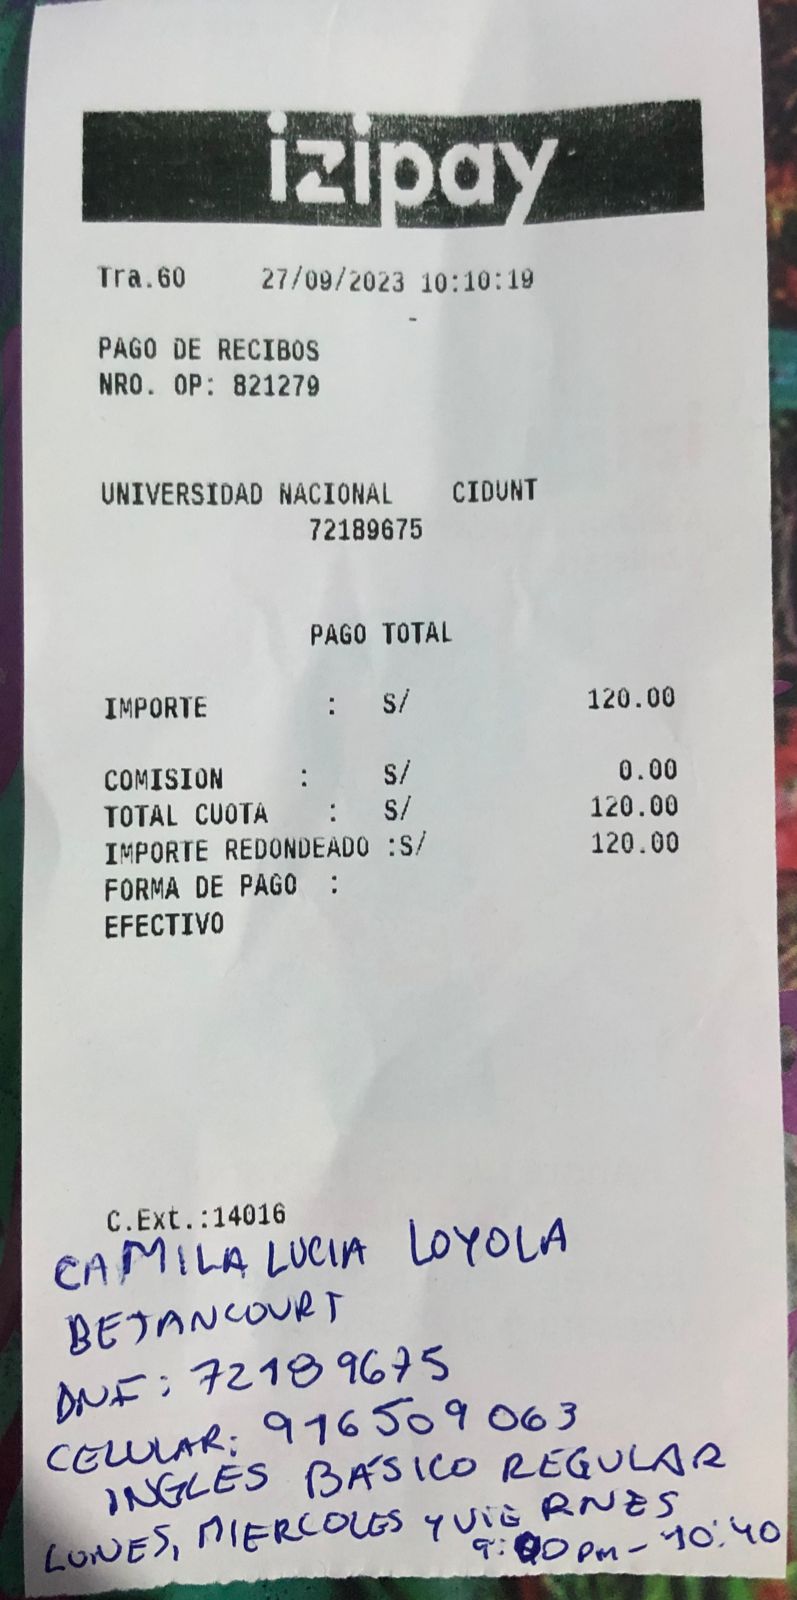 izipay
Tra.60 27/09/2023 10:10:19
PAGO DE RECIBOS
NRO. OP: 821279
UNIVERSIDAD NACIONAL CIDUNT
72189675
PAGO TOTAL
IMPORTE : S/ 120.00
COMISION : S/ 0.00
TOTAL CUOTA : S/ 120.00
IMPORTE REDONDEADO :S/ 120.00
FORMA DE PAGO :
EFECTIVO
C.Ext.:14016
CAMILA LUCIA LOYOLA
BETANCOURT
DNI: 72189675
CELULAR: 916509063
INGLES BÁSICO REGULAR
LUNES, MIERCOLES Y VIERNES
9:00 pm - 10:40